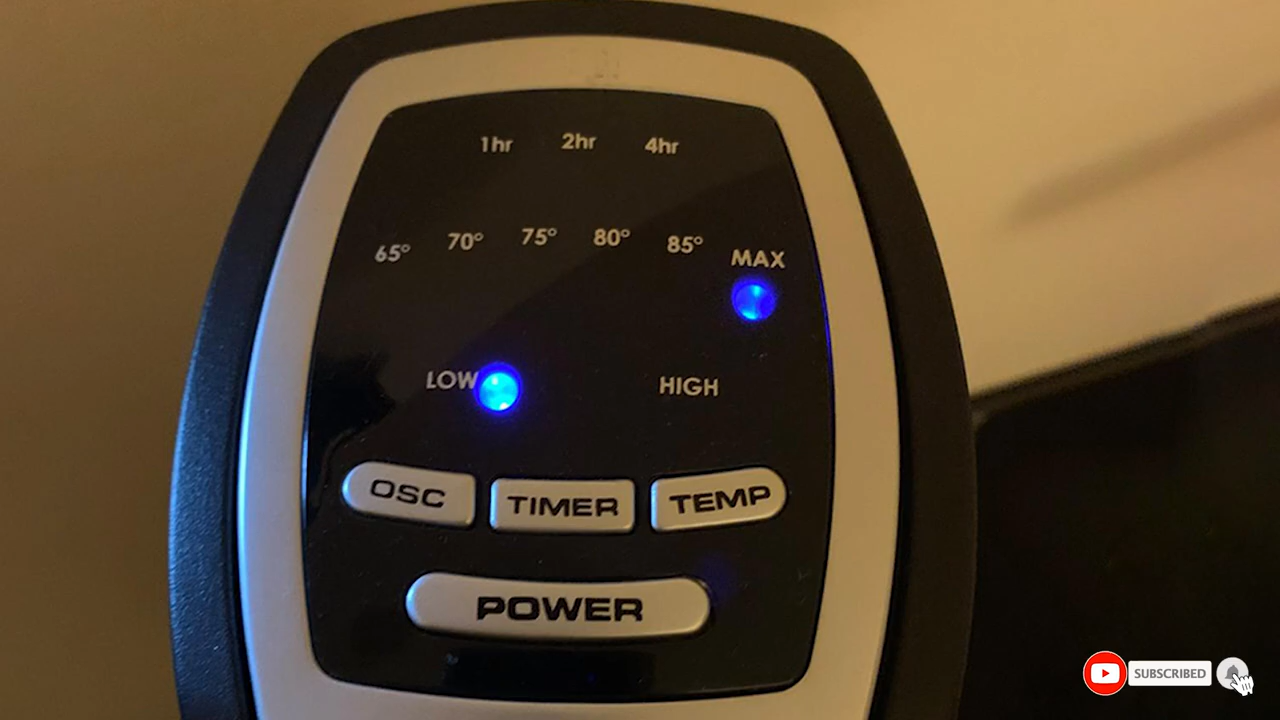 1hr 2hr 4hr
65° 70° 75° 80° 85° MAX
LOW HIGH
OSC TIMER TEMP
POWER
SUBSCRIBED